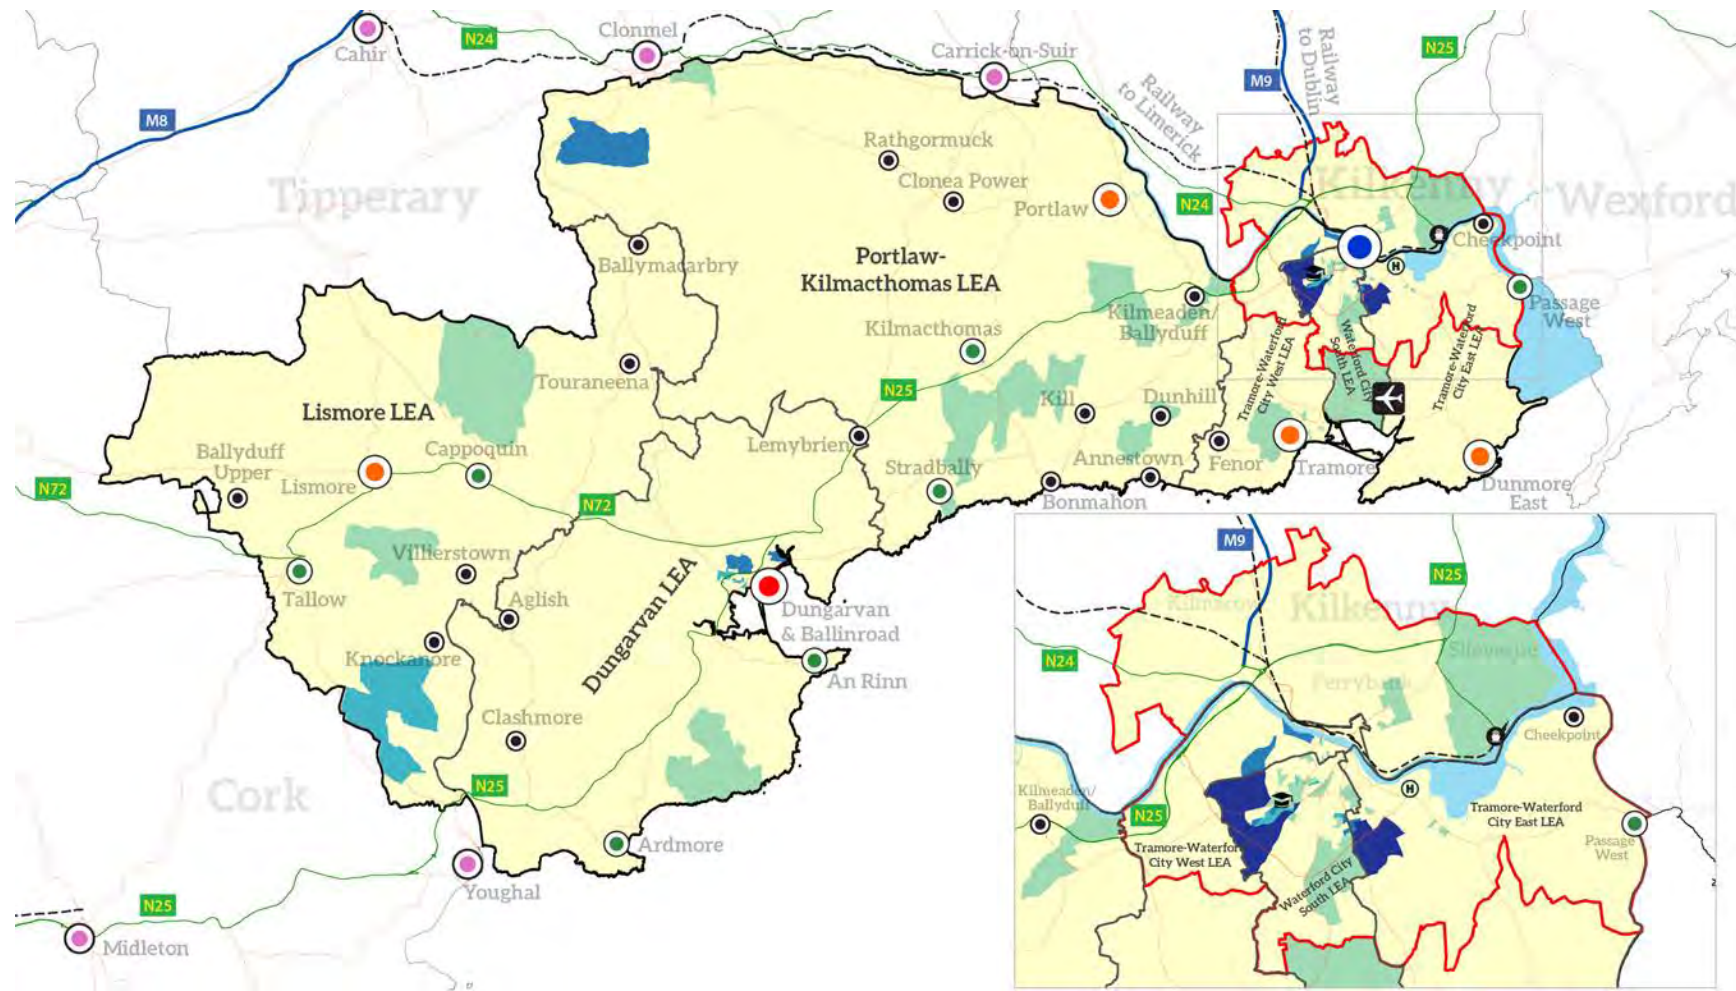 Cahir
N24
Clonmel
Carrick-on-Suir
Railway
to Limerick
M9
Railway
to Dublin
N25
M8
Tipperary
Rathgormuck
Clonea Power
Portlaw
N24
Kilkenny
Wexford
Cheekpoint
Ballymacarbry
Portlaw-
Kilmacthomas LEA
Kilmeaden/
Ballyduff
Passage
West
Kilmacthomas
Touraneena
N25
Tramore-Waterford
City West LEA
Waterford City
South LEA
Tramore-Waterford
City East LEA
Lismore LEA
Kill
Dunhill
Ballyduff
Upper
Cappoquin
Lemybrien
Stradbally
Annestown
Fenor
Tramore
Lismore
N72
N72
Bonmahon
Dunmore
East
Villierstown
Tallow
Aglish
Dungarvan LEA
Dungarvan
& Ballinroad
Knockanore
An Rinn
Clashmore
Cork
N25
Ardmore
Youghal
N25
Midleton
M9
N25
Kilmacow
Kilkenny
N24
Slieverue
Ferrybank
Cheekpoint
H
H
Kilmeaden/
Ballyduff
N25
Tramore-Waterford
City East LEA
Tramore-Waterford
City West LEA
Passage
West
Waterford City
South LEA